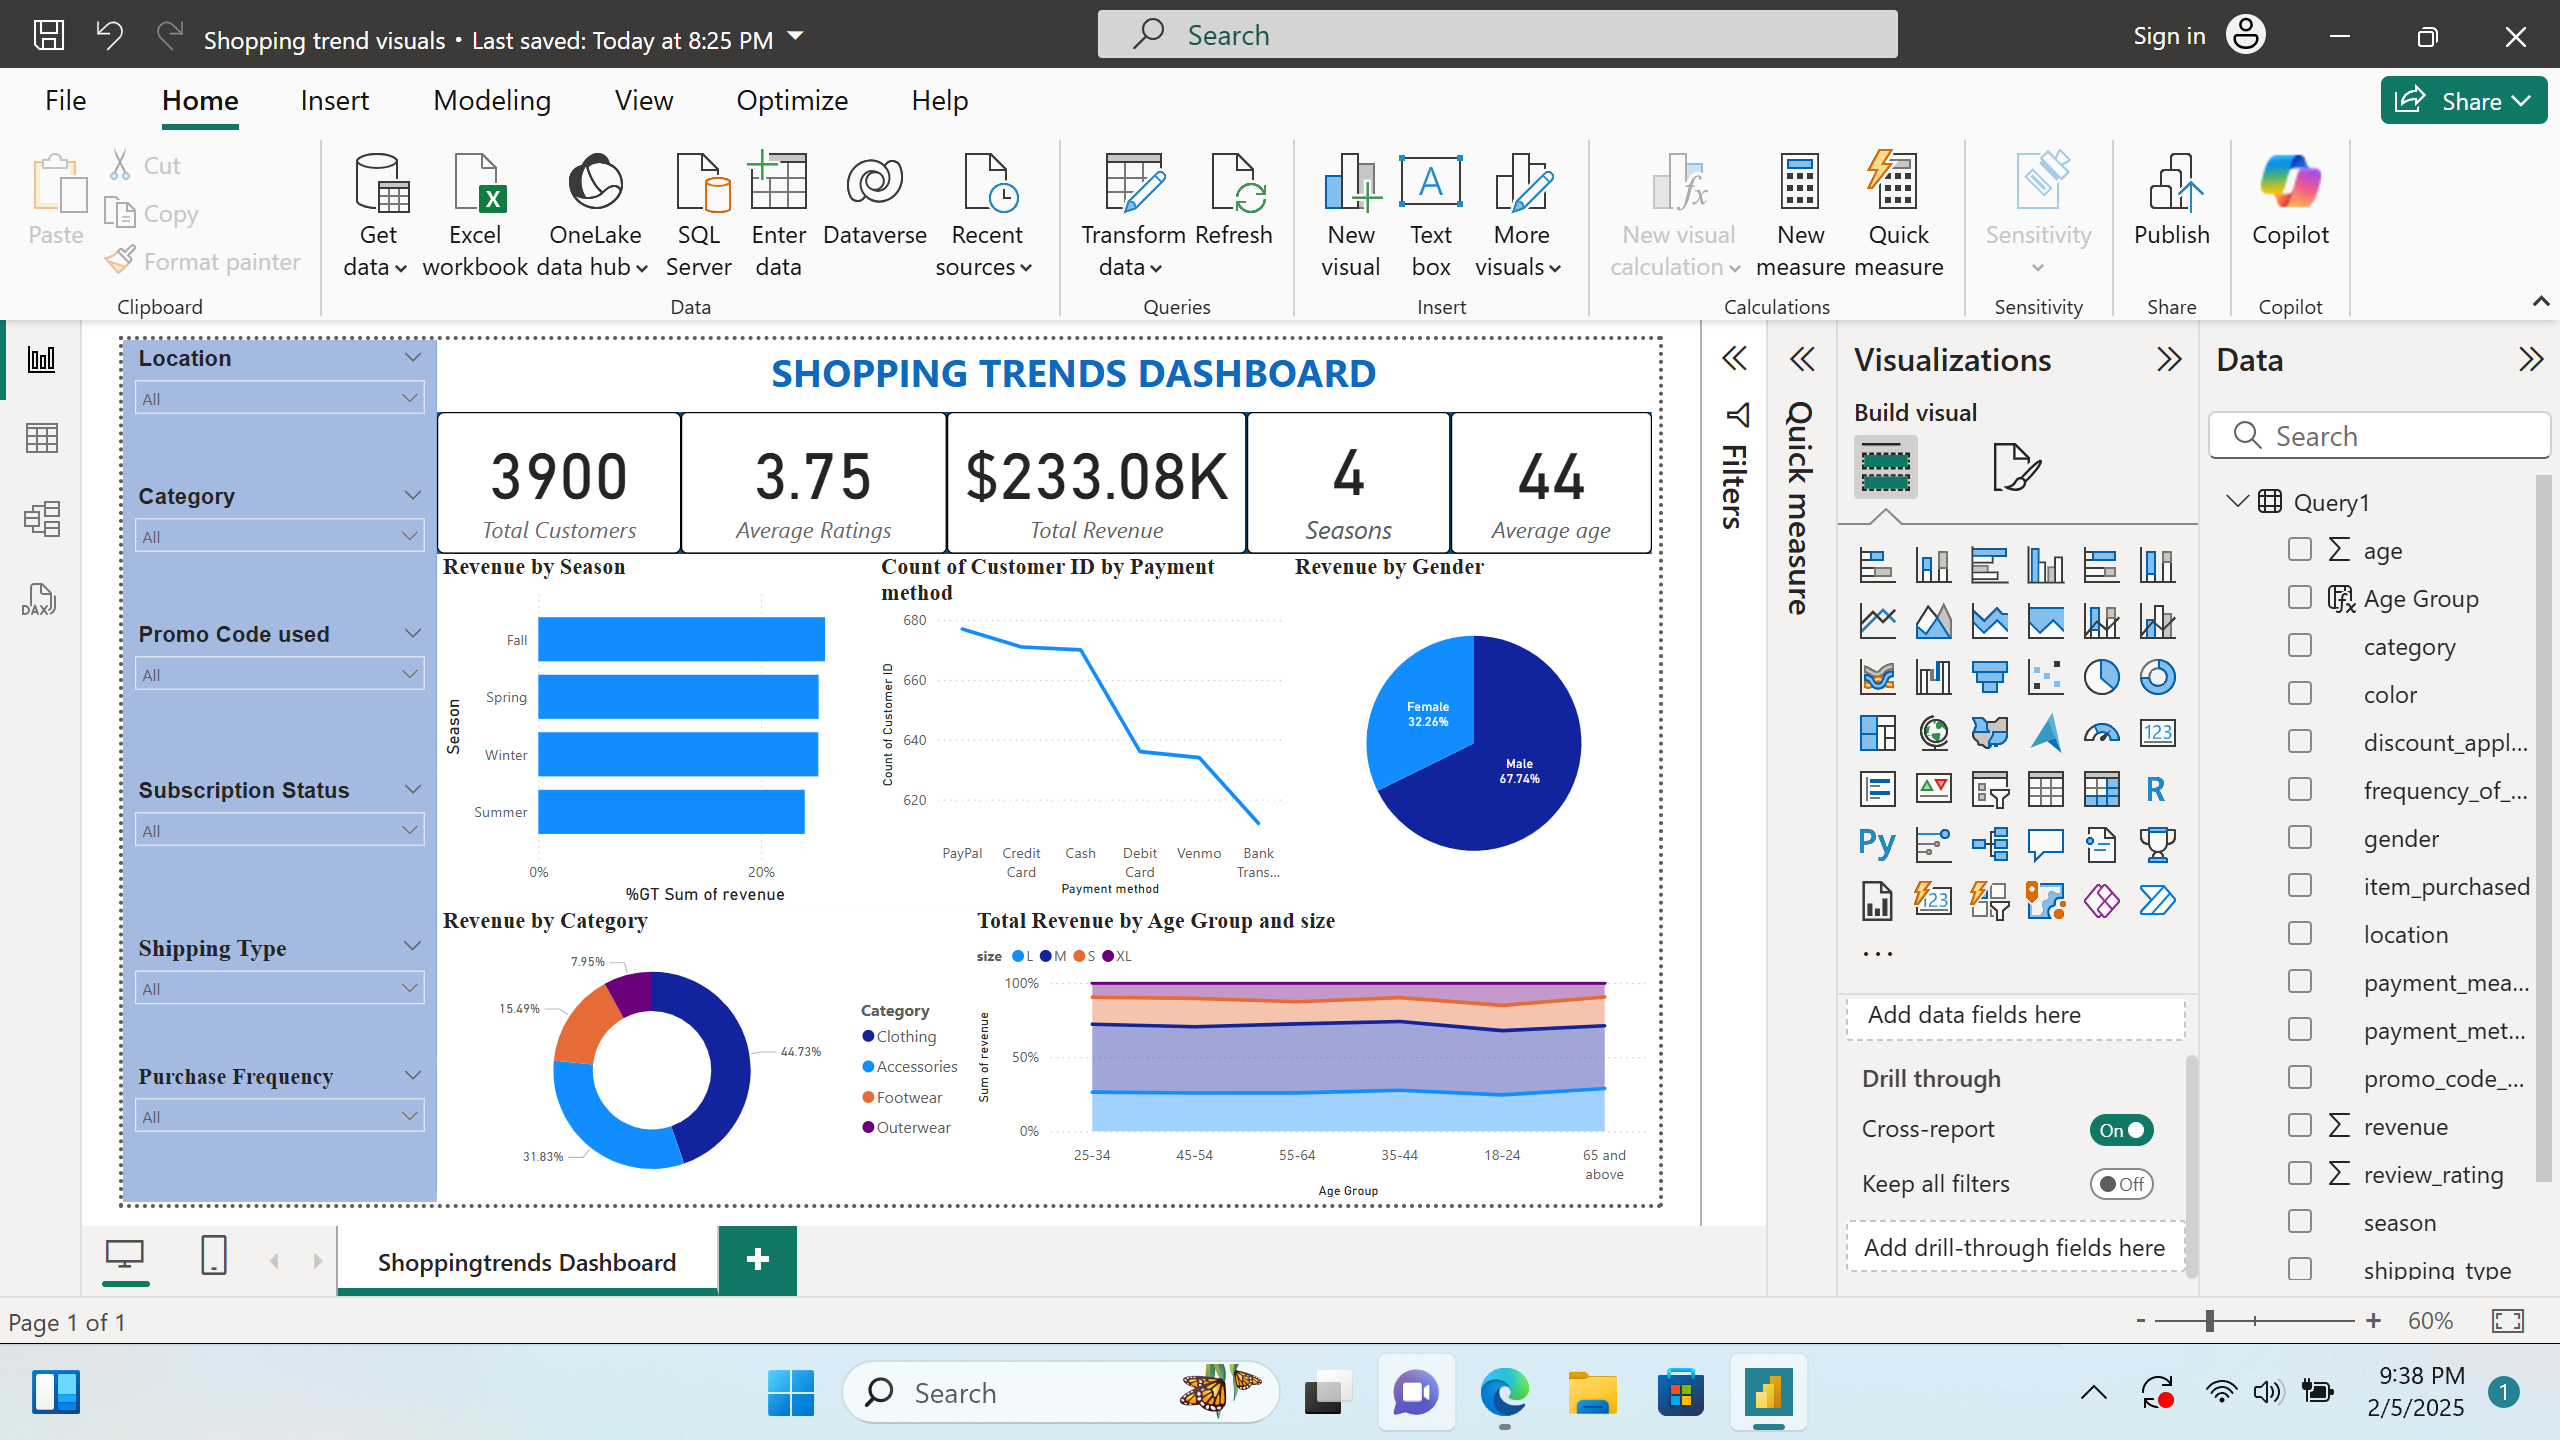 Shopping trend visuals • Last saved: Today at 8:25 PM
Search
Sign in
File
Home
Insert
Modeling
View
Optimize
Help
Share
Paste
Cut
Copy
Format painter
Clipboard
Get data
Excel workbook
OneLake data hub
SQL Server
Enter data
Dataverse
Recent sources
Data
Transform data
Refresh
Queries
New visual
Text box
More visuals
Insert
New visual calculation
New measure
Quick measure
Calculations
Sensitivity
Sensitivity
Publish
Share
Copilot
Copilot
DAX
Location
All
Category
All
Promo Code used
All
Subscription Status
All
Shipping Type
All
Purchase Frequency
All
SHOPPING TRENDS DASHBOARD
3900
Total Customers
3.75
Average Ratings
$233.08K
Total Revenue
4
Seasons
44
Average age
Revenue by Season
Season
Fall
Spring
Winter
Summer
0%
20%
%GT Sum of revenue
Count of Customer ID by Payment
method
Count of Customer ID
680
660
640
620
PayPal
Credit Card
Cash
Debit Card
Venmo
Bank Trans...
Payment method
Revenue by Gender
Female
32.26%
Male
67.74%
Revenue by Category
7.95%
15.49%
44.73%
31.83%
Category
Clothing
Accessories
Footwear
Outerwear
Total Revenue by Age Group and size
size L M S XL
Sum of revenue
100%
50%
0%
25-34
45-54
55-64
35-44
18-24
65 and above
Age Group
Filters
Quick measure
Visualizations
Build visual
123
R
Py
123
...
Add data fields here
Drill through
Cross-report
On
Keep all filters
Off
Add drill-through fields here
Data
Search
Query1
age
Age Group
category
color
discount_appl...
frequency_of_...
gender
item_purchased
location
payment_mea...
payment_met...
promo_code_...
revenue
review_rating
season
shipping_type
Shoppingtrends Dashboard
Page 1 of 1
60%
Search
9:38 PM
2/5/2025
1